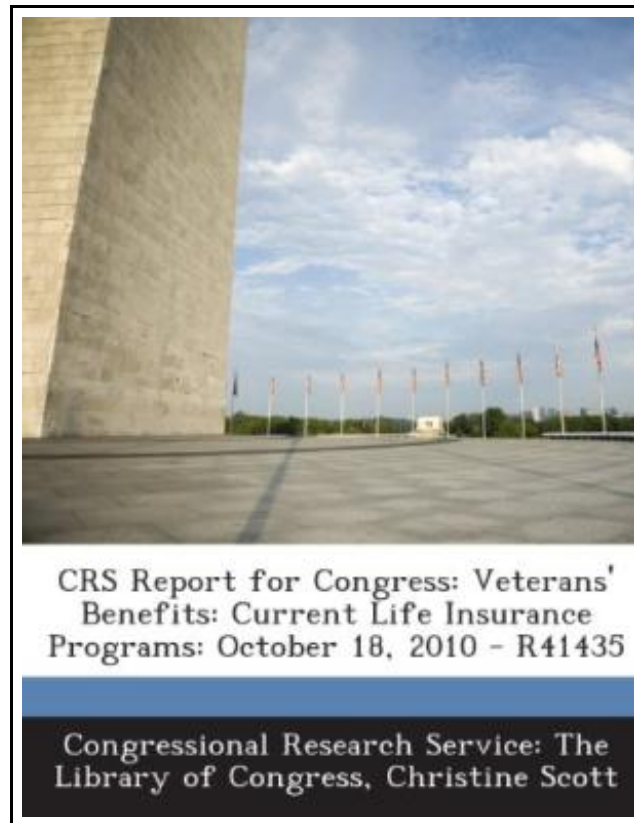 CRS Report for Congress: Veterans'
Benefits: Current Life Insurance
Programs: October 18, 2010 - R41435
Congressional Research Service: The
Library of Congress, Christine Scott